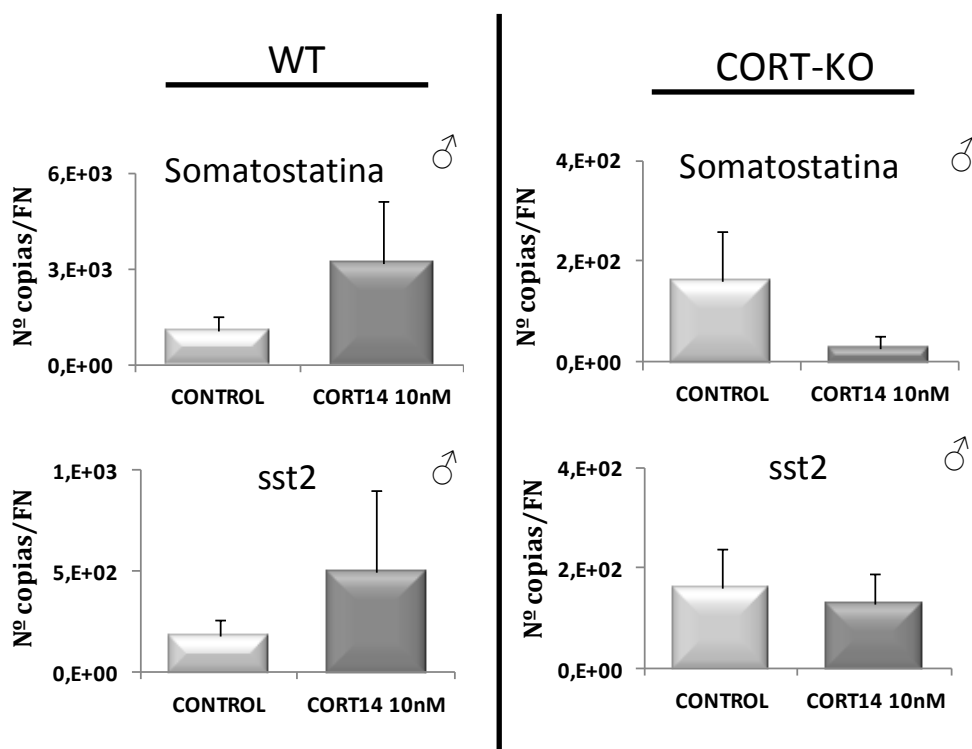 WT
Somatostatina ♂
Nº copias/FN
6,E+03
3,E+03
0,E+00
CONTROL CORT14 10nM
sst2 ♂
Nº copias/FN
1,E+03
5,E+02
0,E+00
CONTROL CORT14 10nM
CORT-KO
Somatostatina ♂
Nº copias/FN
4,E+02
2,E+02
0,E+00
CONTROL CORT14 10nM
sst2 ♂
Nº copias/FN
4,E+02
2,E+02
0,E+00
CONTROL CORT14 10nM